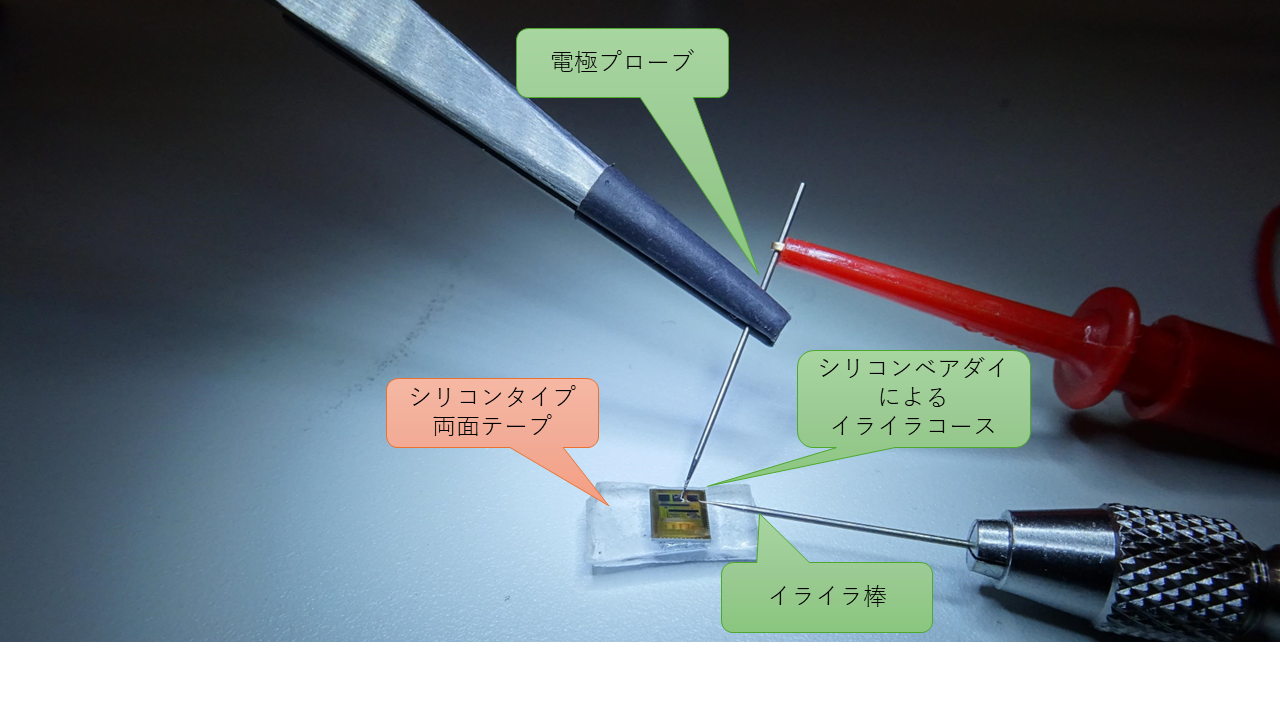 電極プローブ
シリコンベアダイ
による
イライラコース
シリコンタイプ
両面テープ
イライラ棒